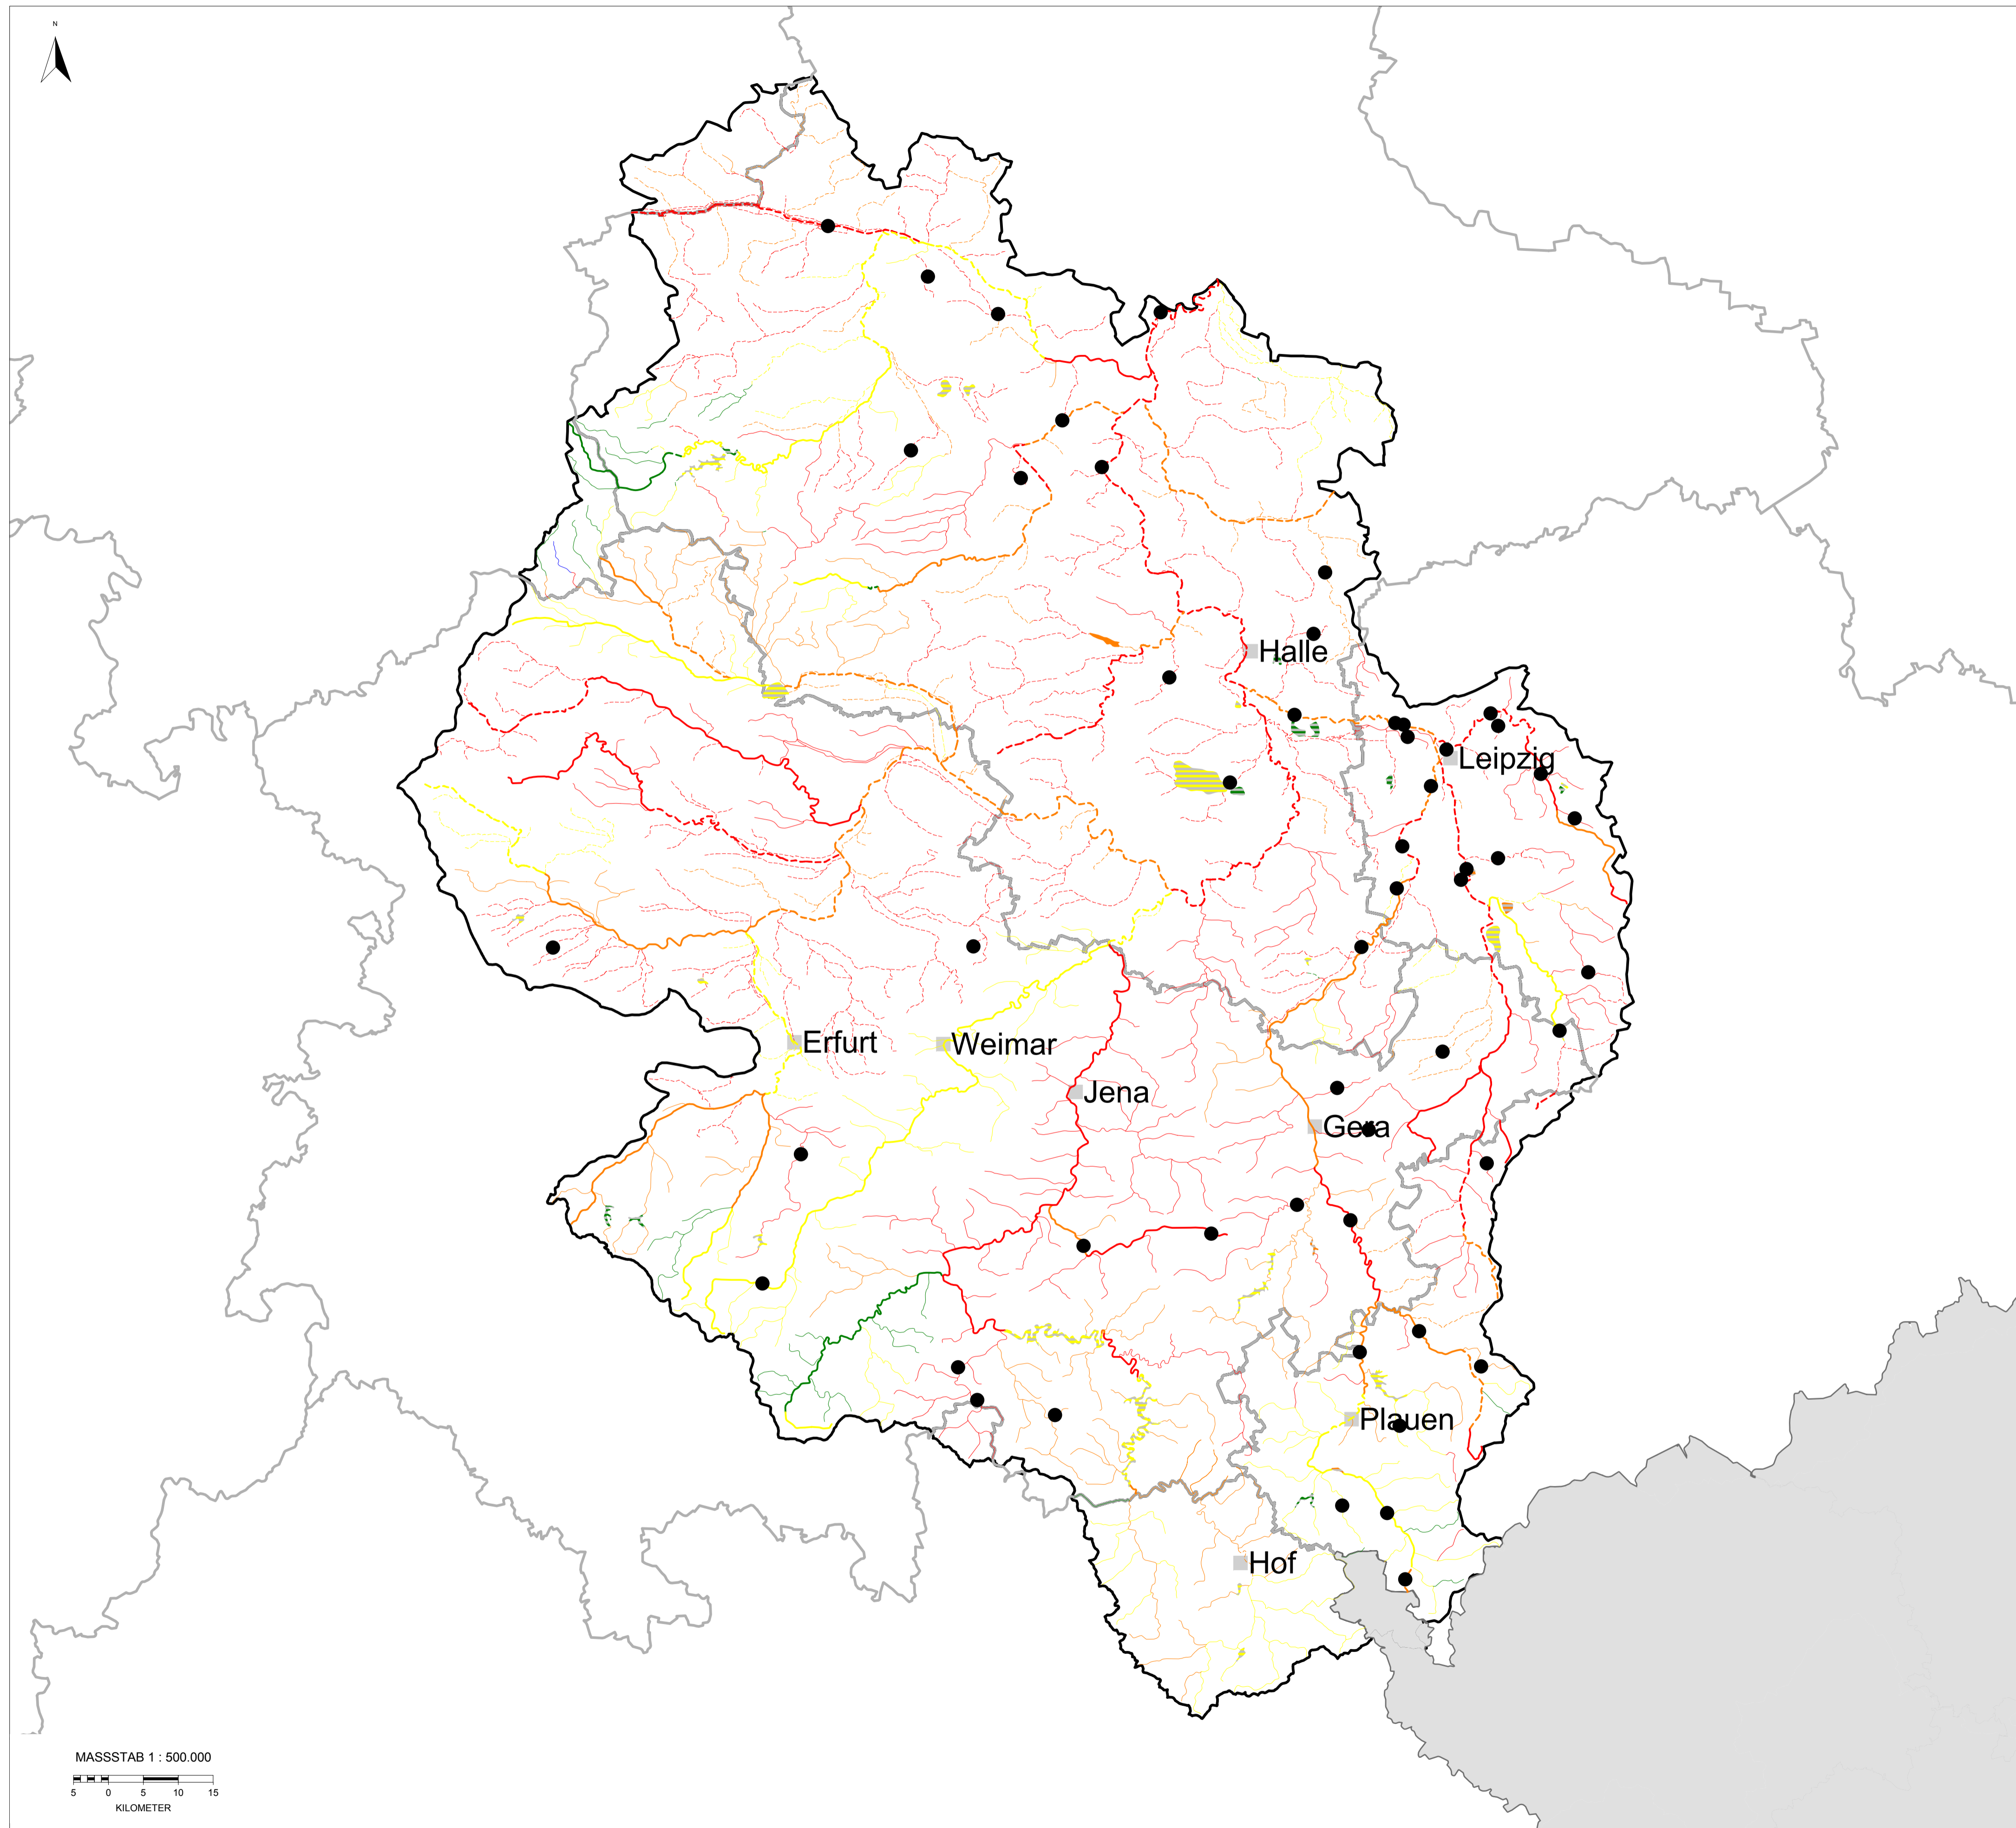 N
Halle
Leipzig
Erfurt
Weimar
Jena
Gera
Plauen
Hof
MASSSTAB 1 : 500.000
5 0 5 10 15
KILOMETER